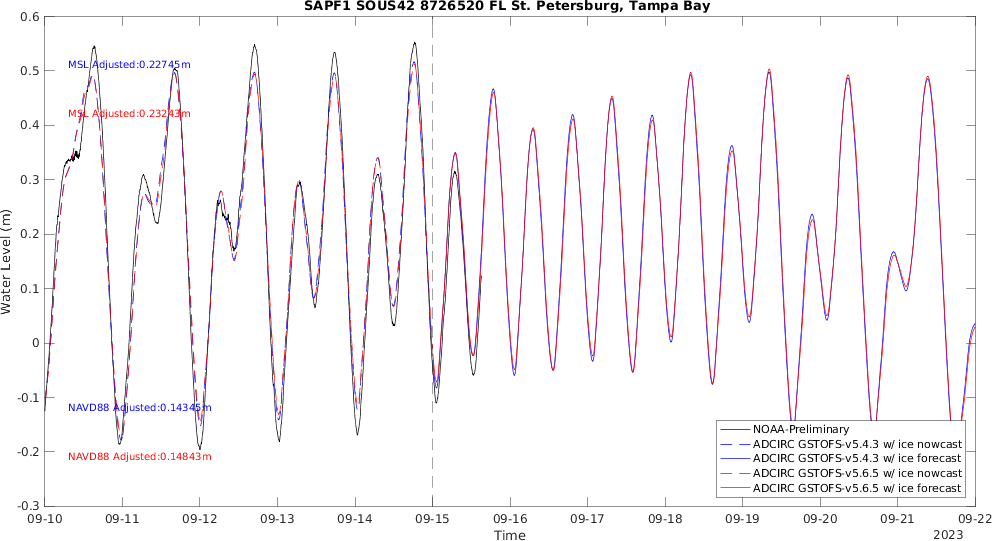 SAPF1 SOUS42 8726520 FL St. Petersburg, Tampa Bay
Water Level (m)
0.6
0.5
0.4
0.3
0.2
0.1
0
-0.1
-0.2
-0.3
MSL Adjusted:0.22745m
MSL Adjusted:0.23243m
NAVD88 Adjusted:0.14345m
NAVD88 Adjusted:0.14843m
NOAA-Preliminary
ADCIRC GSTOFS-v5.4.3 w/ ice nowcast
ADCIRC GSTOFS-v5.4.3 w/ ice forecast
ADCIRC GSTOFS-v5.6.5 w/ ice nowcast
ADCIRC GSTOFS-v5.6.5 w/ ice forecast
09-10 09-11 09-12 09-13 09-14 09-15 09-16 09-17 09-18 09-19 09-20 09-21 09-22
Time
2023